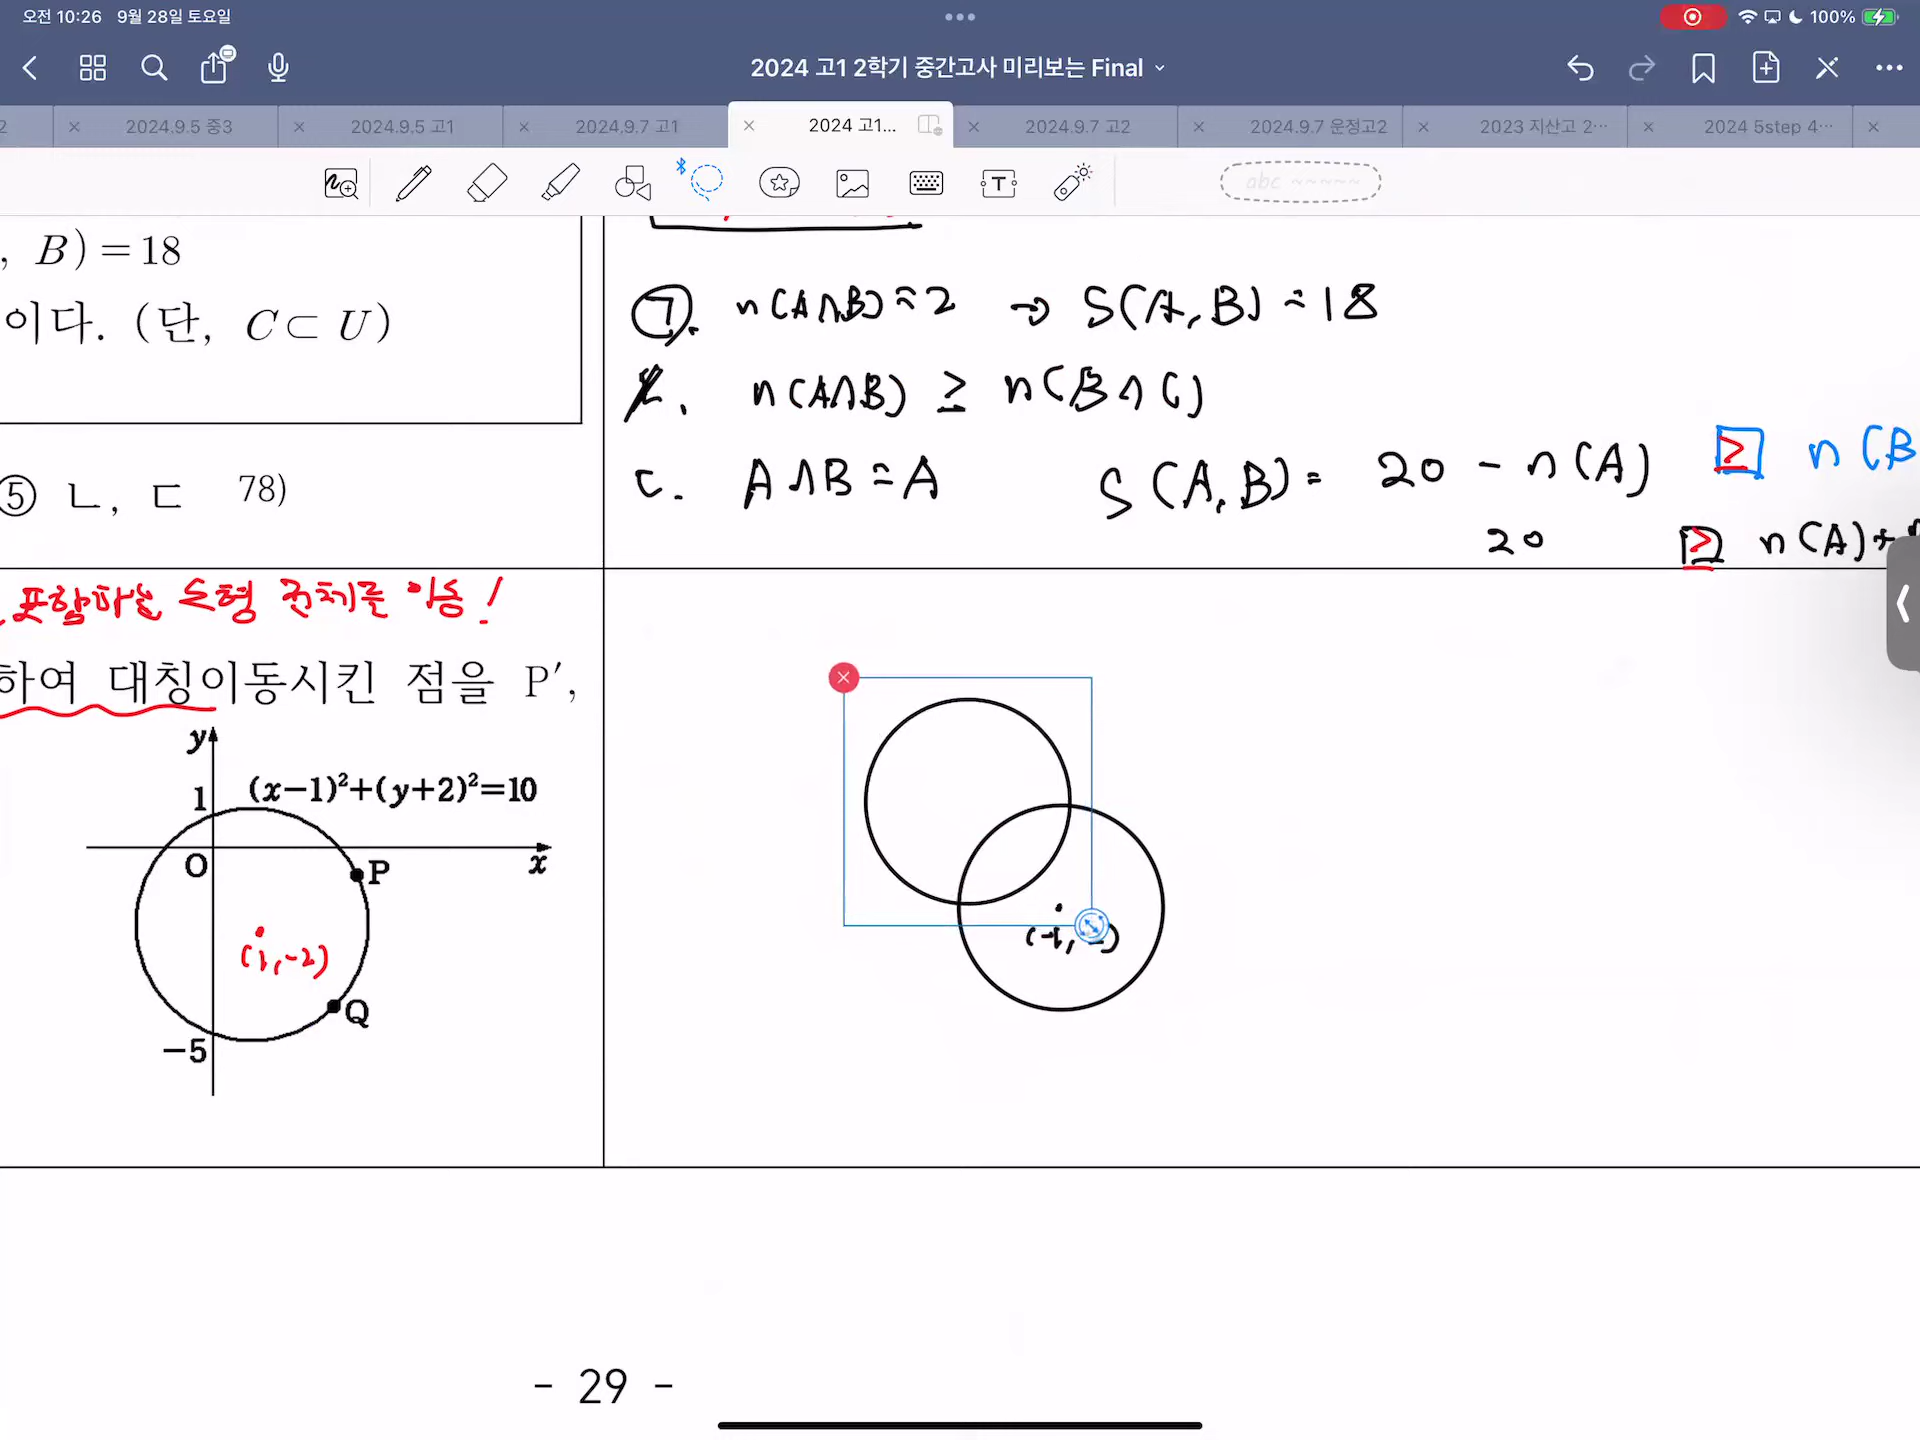 오전 10:26 9월 28일 토요일
100%
2024 고1 2학기 중간고사 미리보는 Final
2
2024.9.5 중3
2024.9.5 고1
2024.9.7 고1
2024 고1...
2024.9.7 고2
2024.9.7 운정고2
2023 지산고 2...
2024 5step 4...
abc
, B)=18
이다. (단, C⊂U)
⑤ ㄴ, ㄷ 78)
ㄱ. n(A∩B)=2 → S(A,B)=18
ㄴ. n(A∩B) ≥ n(B∩C)
ㄷ. A∩B=A S(A,B)= 20 - n(A) ≥ n(B
20 ≥ n(A)+
포함하는 도형 전체를 이동!
하여 대칭이동시킨 점을 P′,
y
1
(x−1)²+(y+2)²=10
O
P
x
(1,-2)
Q
−5
- 29 -